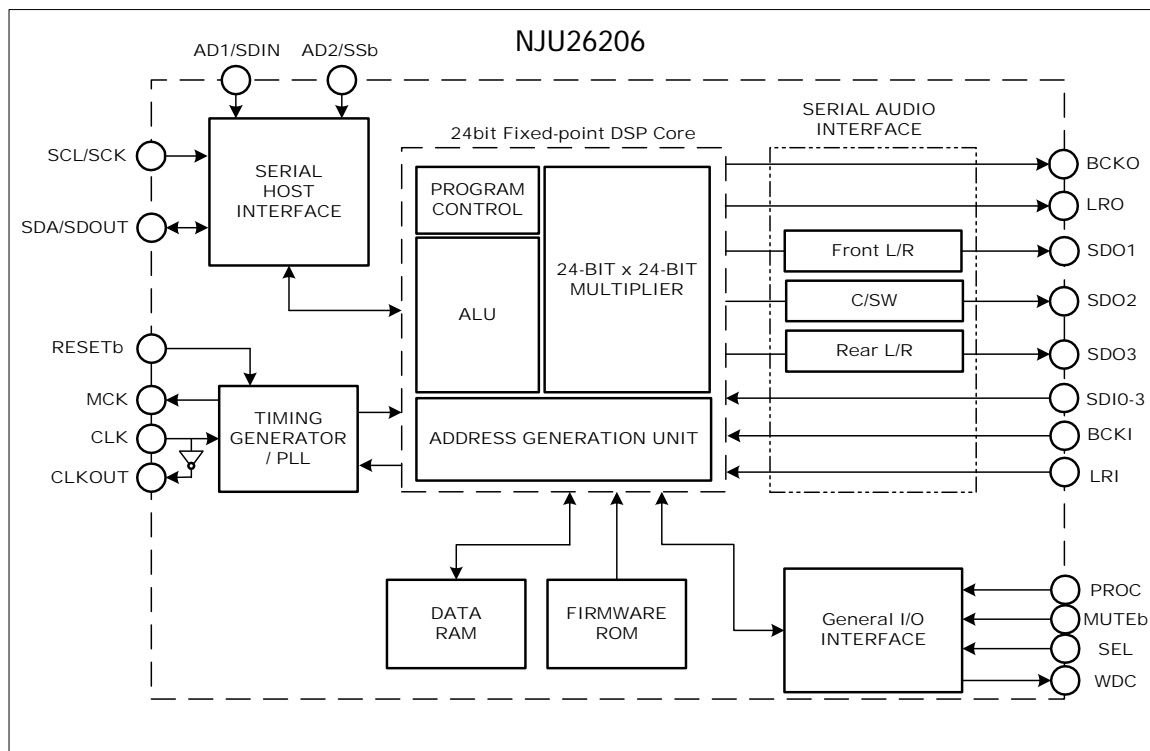 NJU26206
AD1/SDIN
AD2/SSb
SCL/SCK
SDA/SDOUT
SERIAL
HOST
INTERFACE
RESETb
MCK
CLK
CLKOUT
TIMING
GENERATOR
/ PLL
24bit Fixed-point DSP Core
PROGRAM
CONTROL
ALU
24-BIT x 24-BIT
MULTIPLIER
ADDRESS GENERATION UNIT
SERIAL AUDIO
INTERFACE
Front L/R
C/SW
Rear L/R
BCKO
LRO
SDO1
SDO2
SDO3
SDI0-3
BCKI
LRI
DATA
RAM
FIRMWARE
ROM
General I/O
INTERFACE
PROC
MUTEb
SEL
WDC